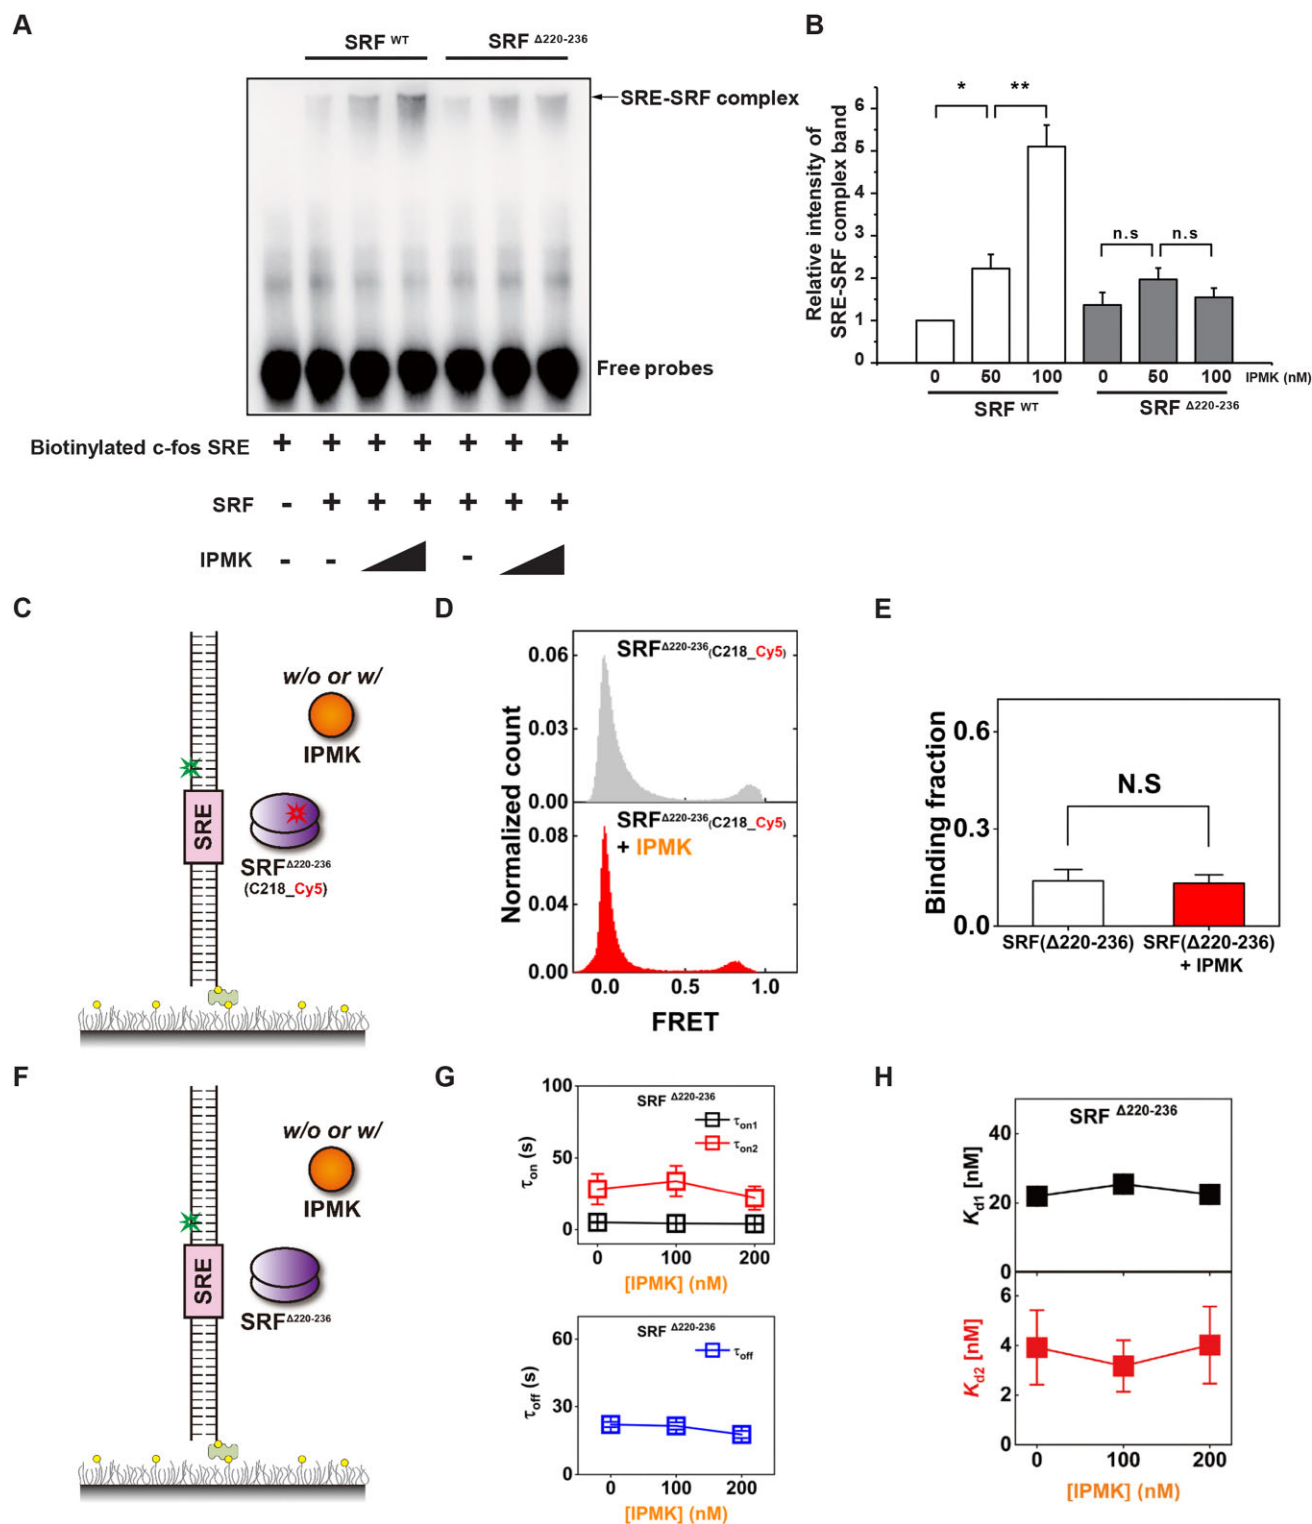 A
SRF WT
SRF Δ220-236
SRE-SRF complex
Free probes
Biotinylated c-fos SRE + + + + + + +
SRF - + + + + + +
IPMK - - -
B
Relative intensity of
SRE-SRF complex band
6
5
4
3
2
1
0
*
**
n.s
n.s
0 50 100 0 50 100 IPMK (nM)
SRF WT
SRF Δ220-236
C
w/o or w/
IPMK
SRE
SRF Δ220-236
(C218_Cy5)
D
Normalized count
0.06
0.03
0.00
SRF Δ220-236 (C218_Cy5)
0.08
0.04
0.00
SRF Δ220-236 (C218_Cy5)
+ IPMK
0.0 0.5 1.0
FRET
E
Binding fraction
0.6
0.3
0.0
N.S
SRF(Δ220-236) SRF(Δ220-236)
+ IPMK
F
w/o or w/
IPMK
SRE
SRF Δ220-236
G
τon (s)
100
50
0
SRF Δ220-236
τon1
τon2
0 100 200
[IPMK] (nM)
τoff (s)
60
30
0
SRF Δ220-236
τoff
0 100 200
[IPMK] (nM)
H
SRF Δ220-236
Kd1 [nM]
40
20
0
Kd2 [nM]
6
4
2
0
0 100 200
[IPMK] (nM)